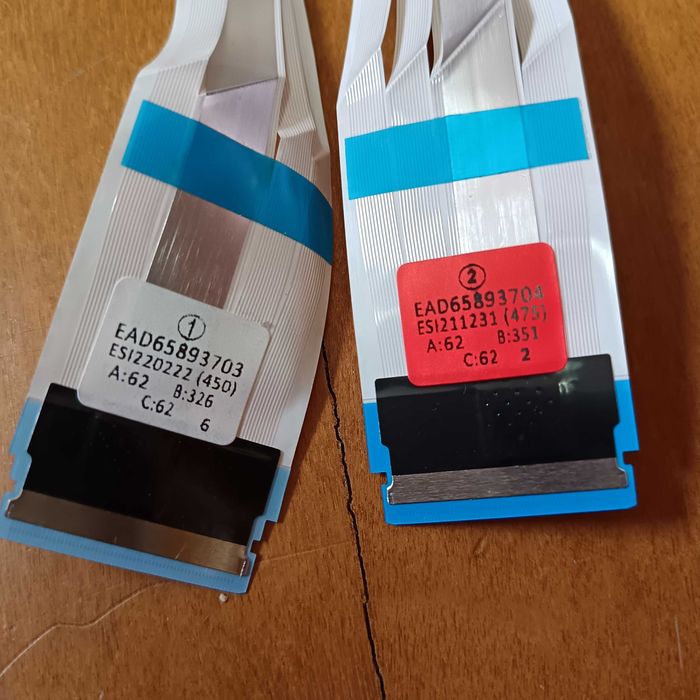 1
EAD65893703
ESI220222 (450)
A:62 B:326
C:62 6
2
EAD65893704
ESI211231 (475)
A:62 B:351
C:62 2